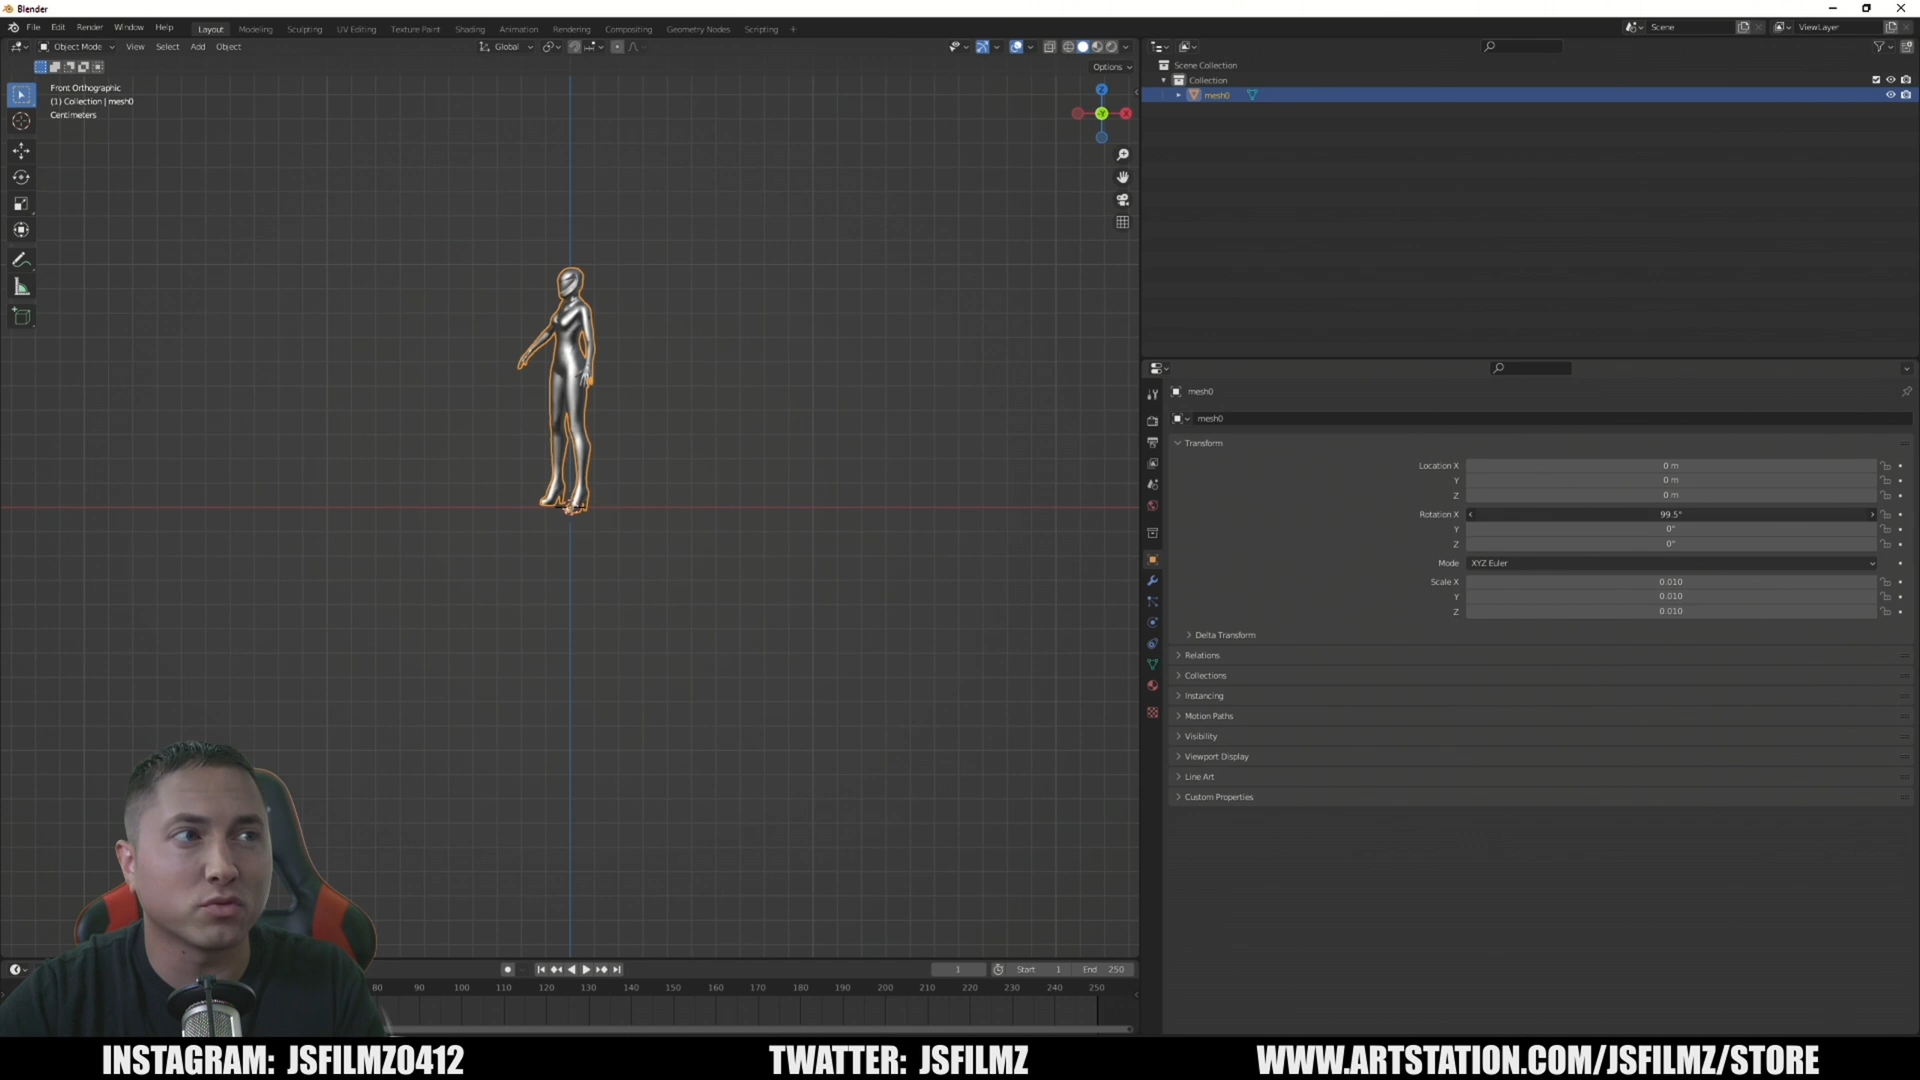 Blender
File Edit Render Window Help Layout Modeling Sculpting UV Editing Texture Paint Shading Animation Rendering Compositing Geometry Nodes Scripting + Scene ViewLayer
Object Mode View Select Add Object Global
Options
Front Orthographic
(1) Collection | mesh0
Centimeters
Z
-Y
X
Scene Collection
Collection
mesh0
mesh0
mesh0
Transform
Location X 0 m
Y 0 m
Z 0 m
Rotation X 99.5°
Y 0°
Z 0°
Mode XYZ Euler
Scale X 0.010
Y 0.010
Z 0.010
Delta Transform
Relations
Collections
Instancing
Motion Paths
Visibility
Viewport Display
Line Art
Custom Properties
1 Start 1 End 250
80 90 100 110 120 130 140 150 160 170 180 190 200 210 220 230 240 250
INSTAGRAM: JSFILMZ0412 TWATTER: JSFILMZ WWW.ARTSTATION.COM/JSFILMZ/STORE